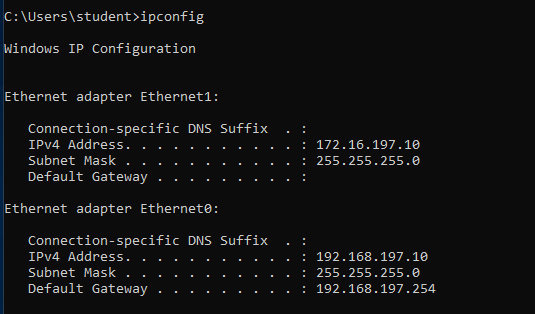 C:\Users\student>ipconfig
Windows IP Configuration
Ethernet adapter Ethernet1:
Connection-specific DNS Suffix  . :
IPv4 Address. . . . . . . . . . . : 172.16.197.10
Subnet Mask . . . . . . . . . . . : 255.255.255.0
Default Gateway . . . . . . . . . :
Ethernet adapter Ethernet0:
Connection-specific DNS Suffix  . :
IPv4 Address. . . . . . . . . . . : 192.168.197.10
Subnet Mask . . . . . . . . . . . : 255.255.255.0
Default Gateway . . . . . . . . . : 192.168.197.254